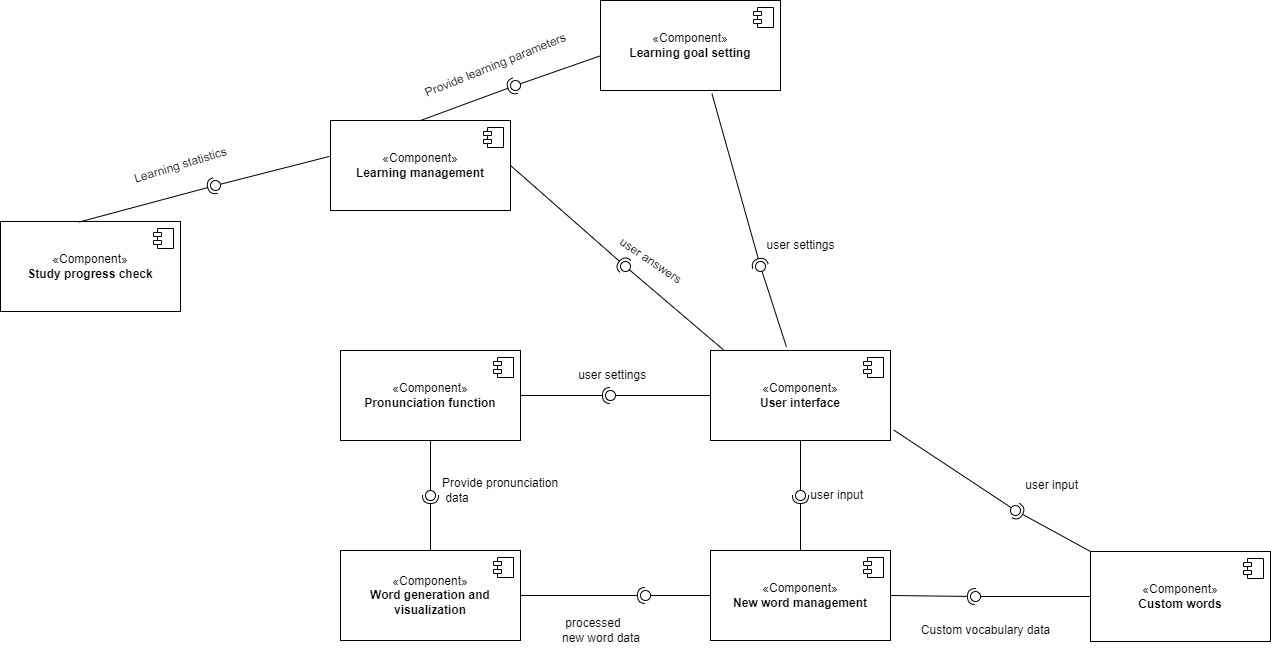 «Component»
Learning goal setting
Provide learning parameters
«Component»
Learning management
Learning statistics
«Component»
Study progress check
user answers
user settings
«Component»
Pronunciation function
user settings
«Component»
User interface
Provide pronunciation
data
user input
user input
«Component»
Word generation and
visualization
processed
new word data
«Component»
New word management
Custom vocabulary data
«Component»
Custom words